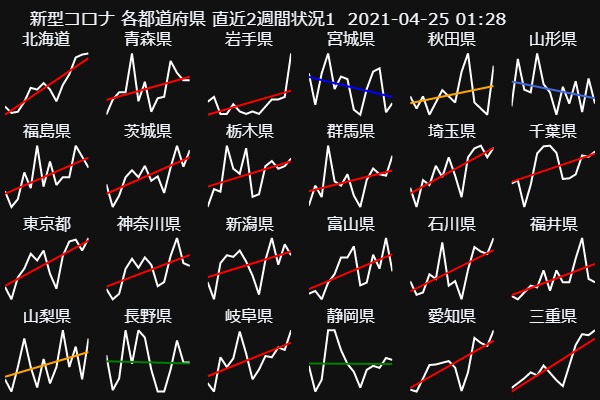 新型コロナ 各都道府県 直近2週間状況1 2021-04-25 01:28
北海道 青森県 岩手県 宮城県 秋田県 山形県
福島県 茨城県 栃木県 群馬県 埼玉県 千葉県
東京都 神奈川県 新潟県 富山県 石川県 福井県
山梨県 長野県 岐阜県 静岡県 愛知県 三重県